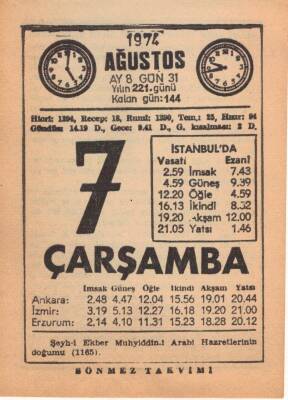 1974
AĞUSTOS
AY 8 GÜN 31
Yılın 221.günü
Kalan gün:144
Hicri: 1394, Recep: 18, Rumi: 1390, Tem.: 25, Hızır: 94
Gündüz: 14.19 D., Gece: 9.41 D., G. kısalması: 2 D.
7
İSTANBUL'DA
Vasati Ezanî
2.59 İmsak 7.43
4.59 Güneş 9.39
12.20 Öğle 4.59
16.13 İkindi 8.52
19.20 Akşam 12.00
21.05 Yatsı 1.46
ÇARŞAMBA
İmsak Güneş Öğle İkindi Akşam Yatsı
Ankara: 2.48 4.47 12.04 15.56 19.01 20.44
İzmir: 3.19 5.13 12.27 16.18 19.20 21.00
Erzurum: 2.14 4.10 11.31 15.23 18.28 20.12
Şeyh-i Ekber Muhyiddin-i Arabi Hazretlerinin
doğumu (1165).
SÖNMEZ TAKVİMİ